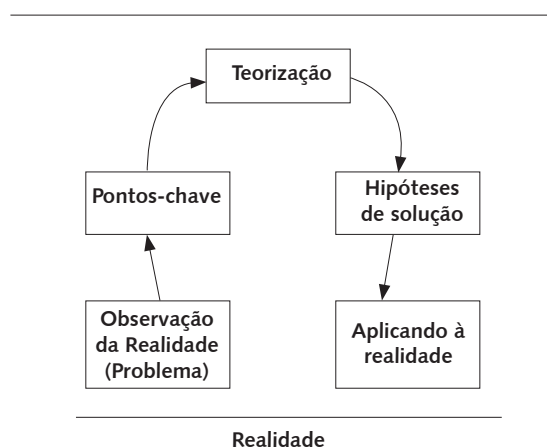 Teorização
Pontos-chave
Hipóteses
de solução
Observação
da Realidade
(Problema)
Aplicando à
realidade
Realidade